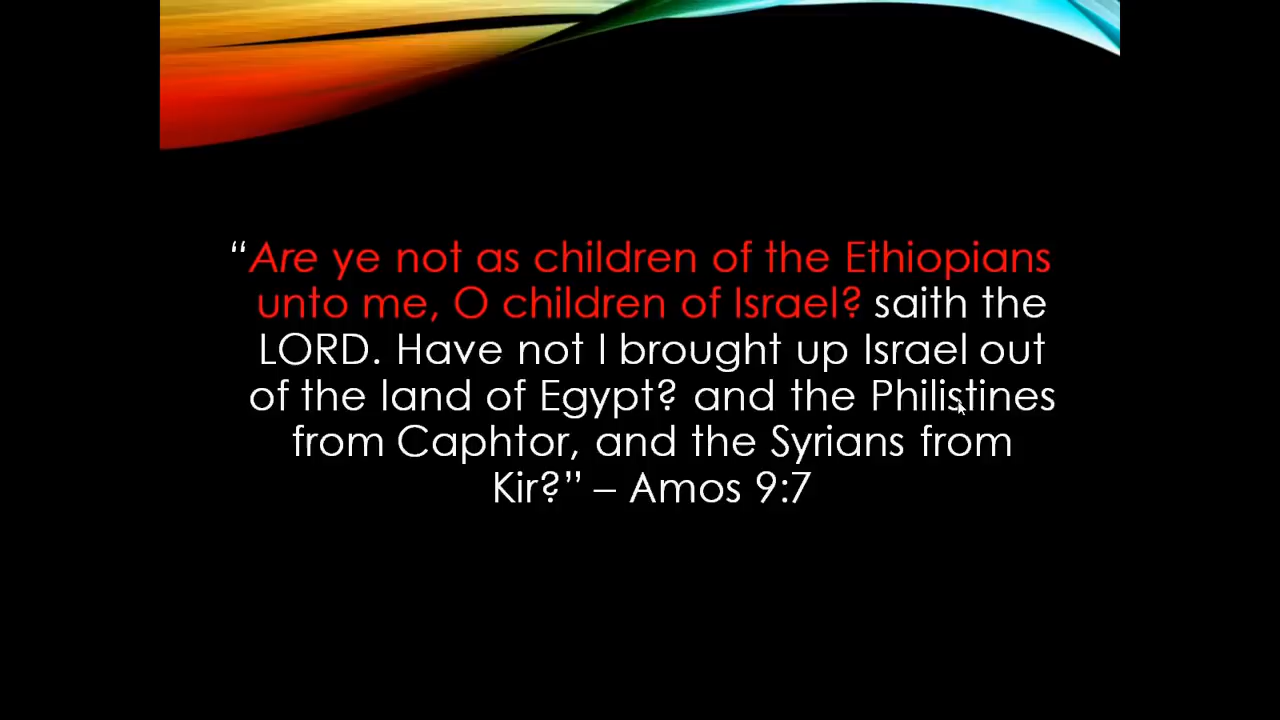 “Are ye not as children of the Ethiopians
unto me, O children of Israel? saith the
LORD. Have not I brought up Israel out
of the land of Egypt? and the Philistines
from Caphtor, and the Syrians from
Kir?” – Amos 9:7